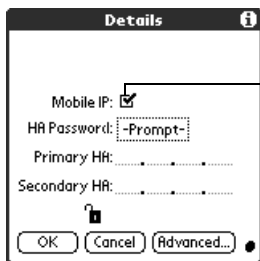 Details
Mobile IP:
HA Password: -Prompt-
Primary HA: . . .
Secondary HA: . . .
OK Cancel Advanced...